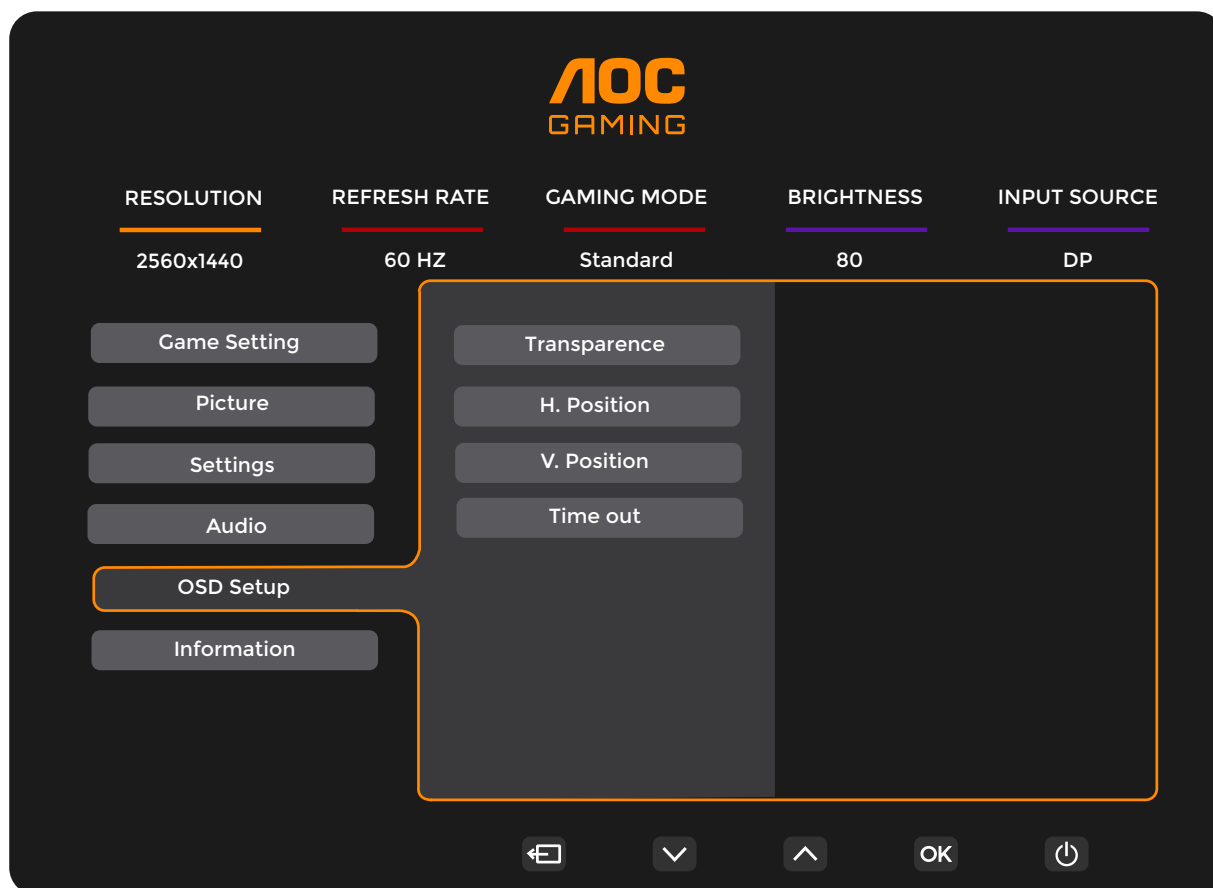 AOC
GAMING
RESOLUTION REFRESH RATE GAMING MODE BRIGHTNESS INPUT SOURCE
2560x1440 60 HZ Standard 80 DP
Game Setting Transparence
Picture H. Position
Settings V. Position
Audio Time out
OSD Setup
Information
OK